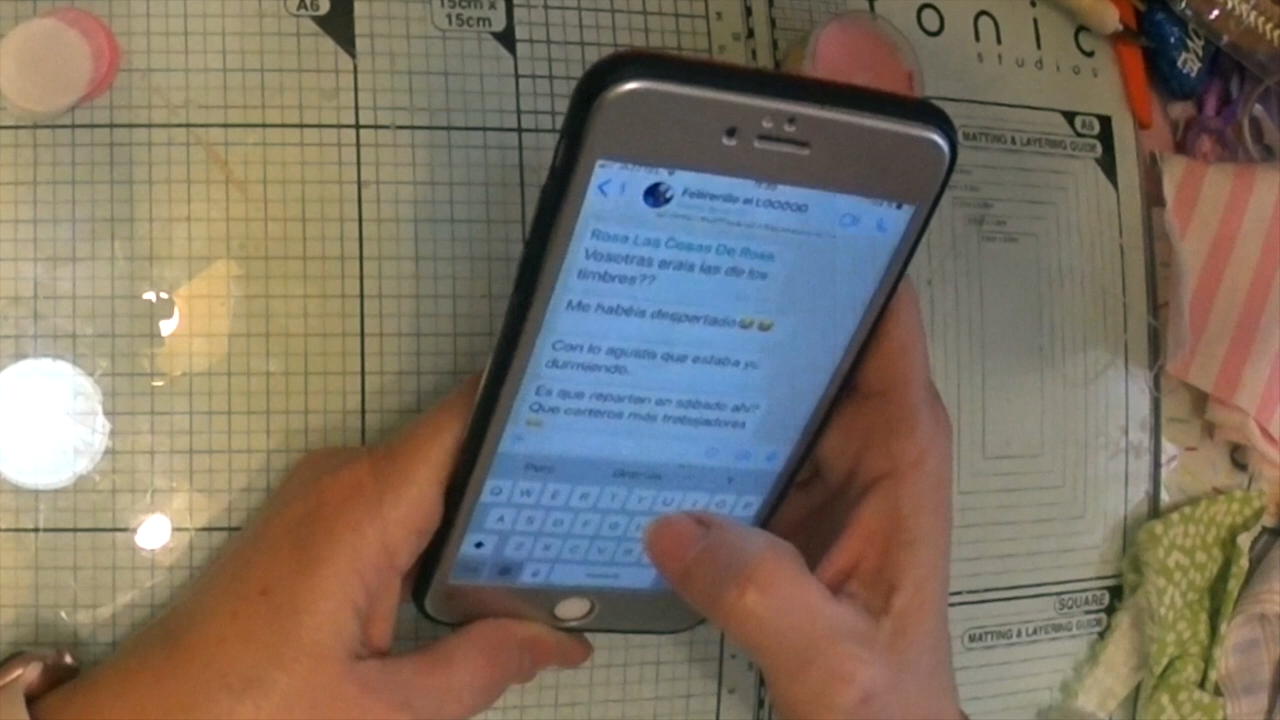 A6
15cm x
15cm
tonic
studios
A6
MATTING & LAYERING GUIDE
Rosa Las Cosas De Rosa
Vosotras erais las de los
timbres??
Me habéis despertado😂😂
Con lo agusto que estaba yo
durmiendo.
Es que reparten en sábado ahí?
Que carteros más trabajadores
Q W E R T Y U I O P
A S D F G
Z X C V B
SQUARE
MATTING & LAYERING GUIDE